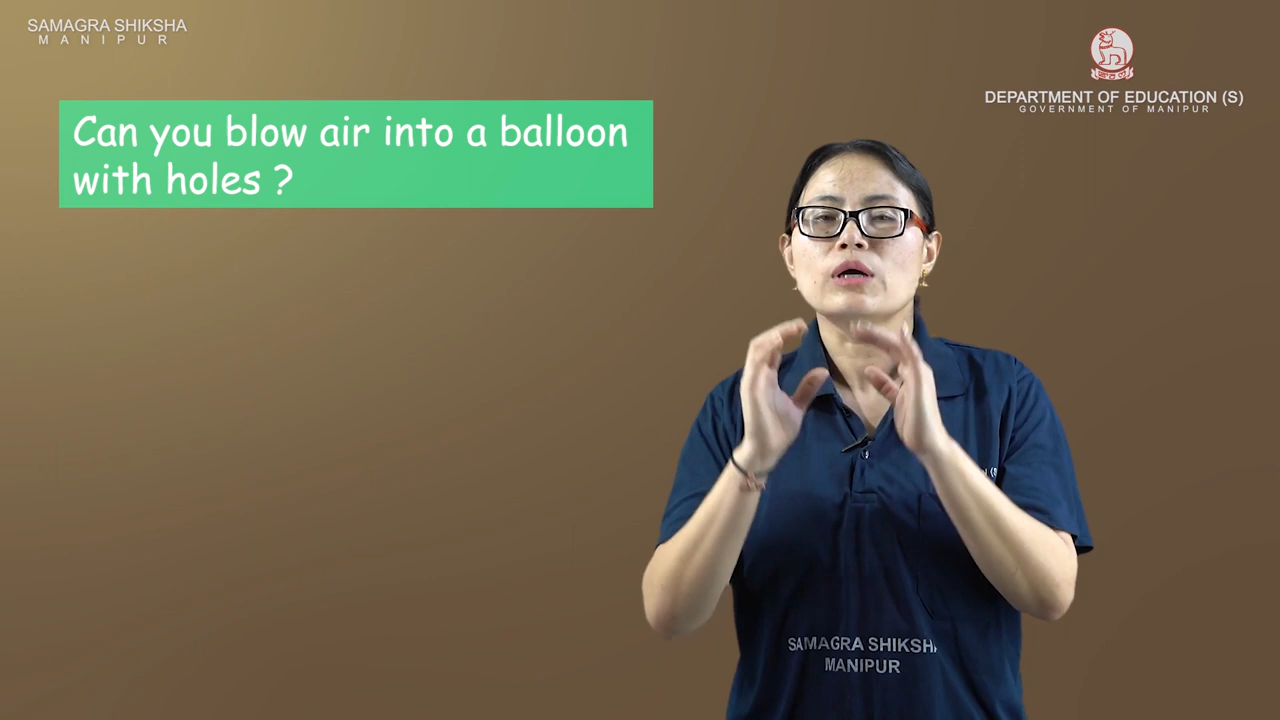 SAMAGRA SHIKSHA
MANIPUR
DEPARTMENT OF EDUCATION (S)
GOVERNMENT OF MANIPUR
Can you blow air into a balloon
with holes ?
SAMAGRA SHIKSHA
MANIPUR